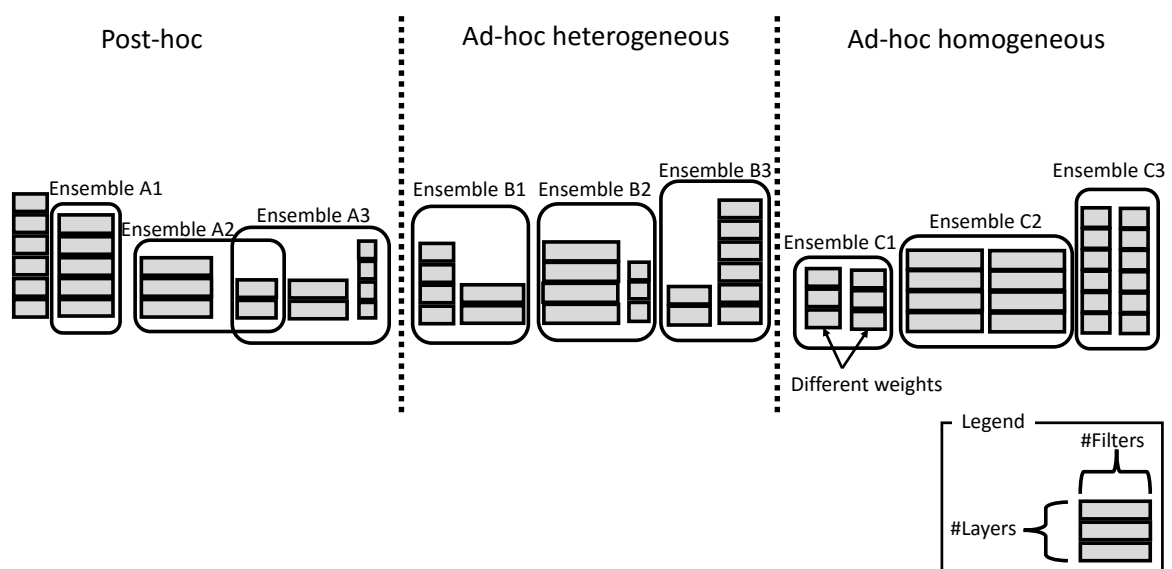 Post-hoc
Ad-hoc heterogeneous
Ad-hoc homogeneous
Ensemble A1
Ensemble A2
Ensemble A3
Ensemble B1
Ensemble B2
Ensemble B3
Ensemble C1
Ensemble C2
Ensemble C3
Different weights
Legend
#Filters
#Layers